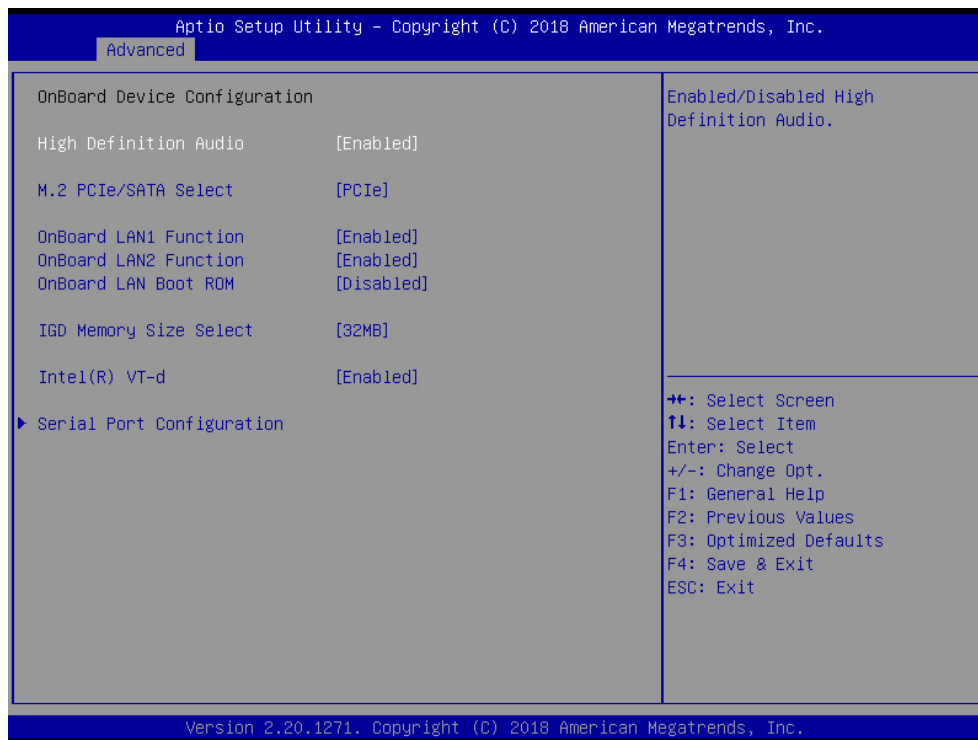 Aptio Setup Utility – Copyright (C) 2018 American Megatrends, Inc.
Advanced
OnBoard Device Configuration
High Definition Audio [Enabled]
M.2 PCIe/SATA Select [PCIe]
OnBoard LAN1 Function [Enabled]
OnBoard LAN2 Function [Enabled]
OnBoard LAN Boot ROM [Disabled]
IGD Memory Size Select [32MB]
Intel(R) VT-d [Enabled]
▶ Serial Port Configuration
Enabled/Disabled High
Definition Audio.
→←: Select Screen
↑↓: Select Item
Enter: Select
+/-: Change Opt.
F1: General Help
F2: Previous Values
F3: Optimized Defaults
F4: Save & Exit
ESC: Exit
Version 2.20.1271. Copyright (C) 2018 American Megatrends, Inc.